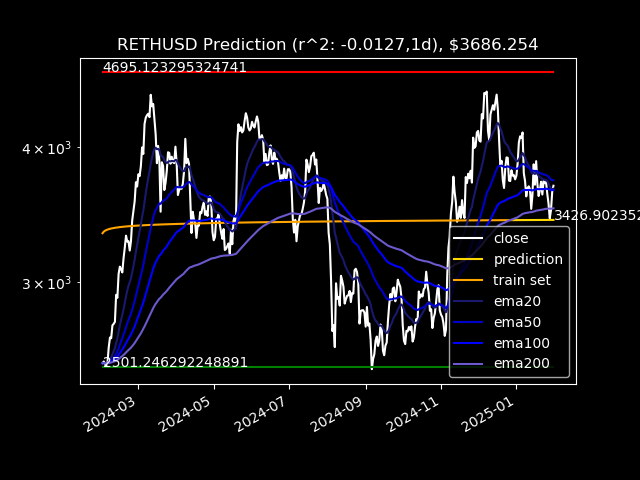 RETHUSD Prediction (r^2: -0.0127,1d), $3686.254
4695.123295324741
4 × 10³
3426.902352
close
prediction
train set
3 × 10³
ema20
ema50
ema100
ema200
2501.246292248891
2024-03
2024-05
2024-07
2024-09
2024-11
2025-01